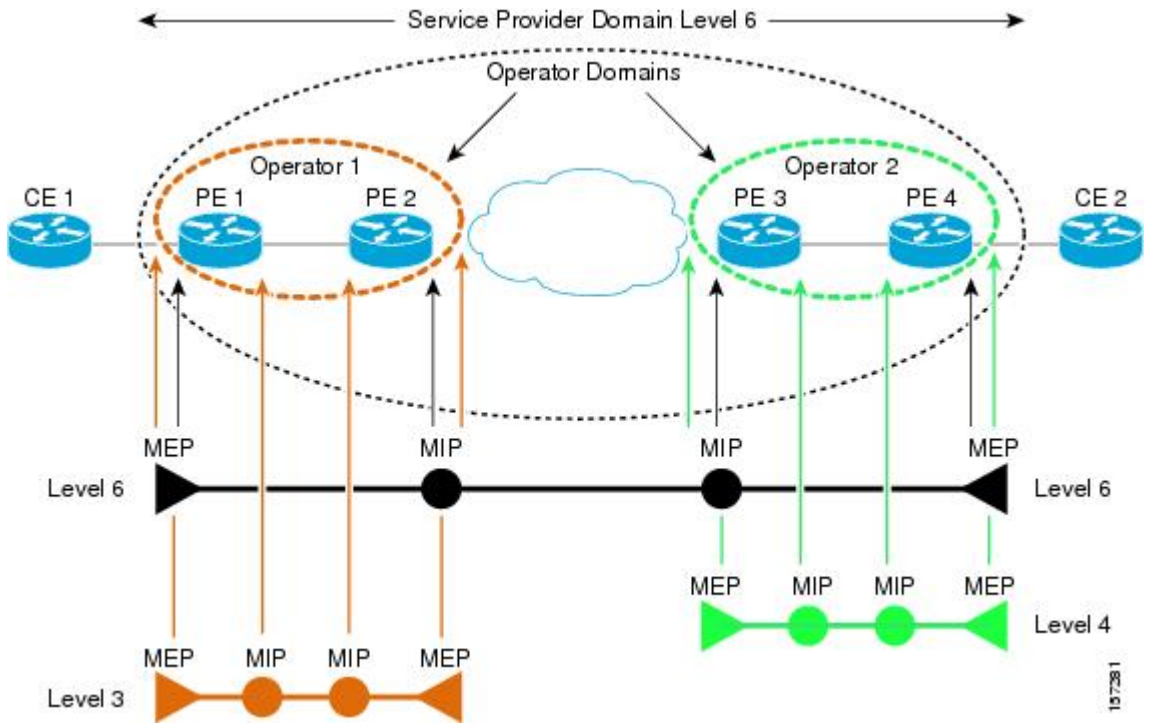 Service Provider Domain Level 6
Operator Domains
Operator 1
Operator 2
CE 1
PE 1
PE 2
PE 3
PE 4
CE 2
MEP
MIP
MIP
MEP
Level 6
Level 6
MEP
MIP
MIP
MEP
Level 4
MEP
MIP
MIP
MEP
Level 3
157281